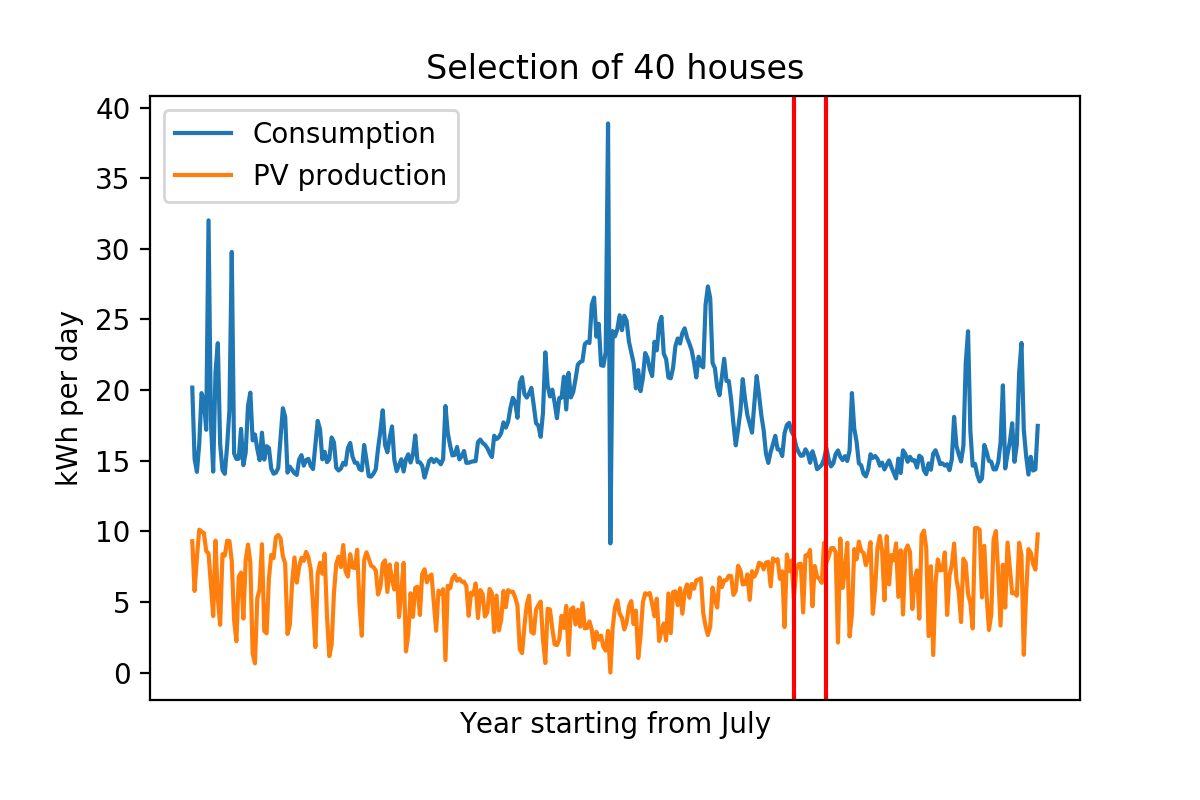 Selection of 40 houses
Consumption
PV production
40
35
30
25
20
15
10
5
0
kWh per day
Year starting from July